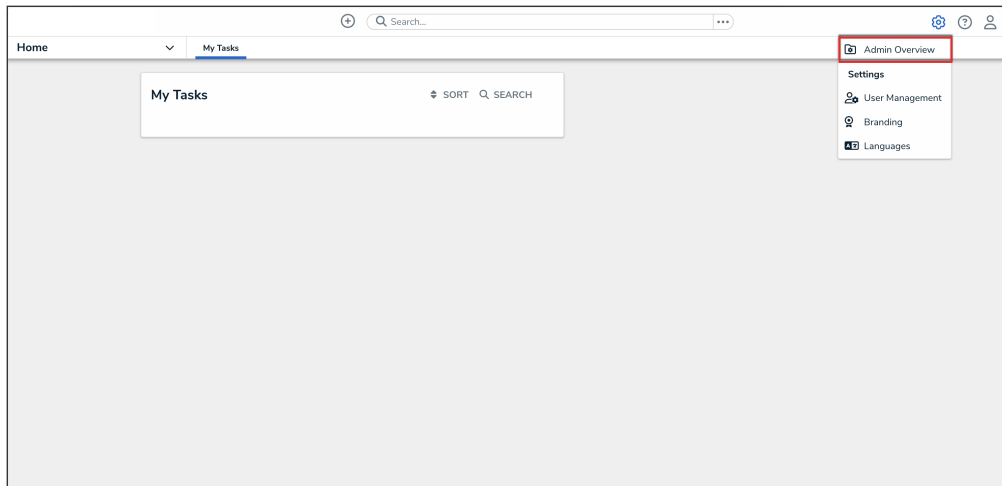 Search...
Home
My Tasks
Admin Overview
My Tasks
SORT
SEARCH
Settings
User Management
Branding
Languages